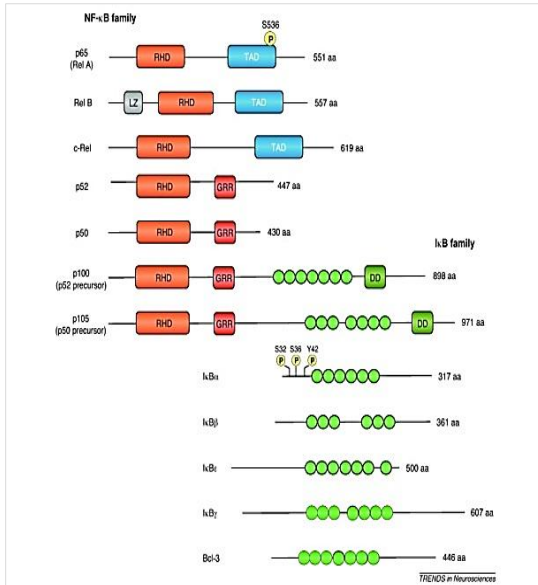 NF-κB family
S536
P
p65
(Rel A)
RHD
TAD
551 aa
Rel B
LZ
RHD
TAD
557 aa
c-Rel
RHD
TAD
619 aa
p52
RHD
GRR
447 aa
p50
RHD
GRR
430 aa
IκB family
p100
(p52 precursor)
RHD
GRR
DD
898 aa
p105
(p50 precursor)
RHD
GRR
DD
971 aa
S32 S36 Y42
P P P
IκBα
317 aa
IκBβ
361 aa
IκBε
500 aa
IκBγ
607 aa
Bcl-3
446 aa
TRENDS in Neurosciences